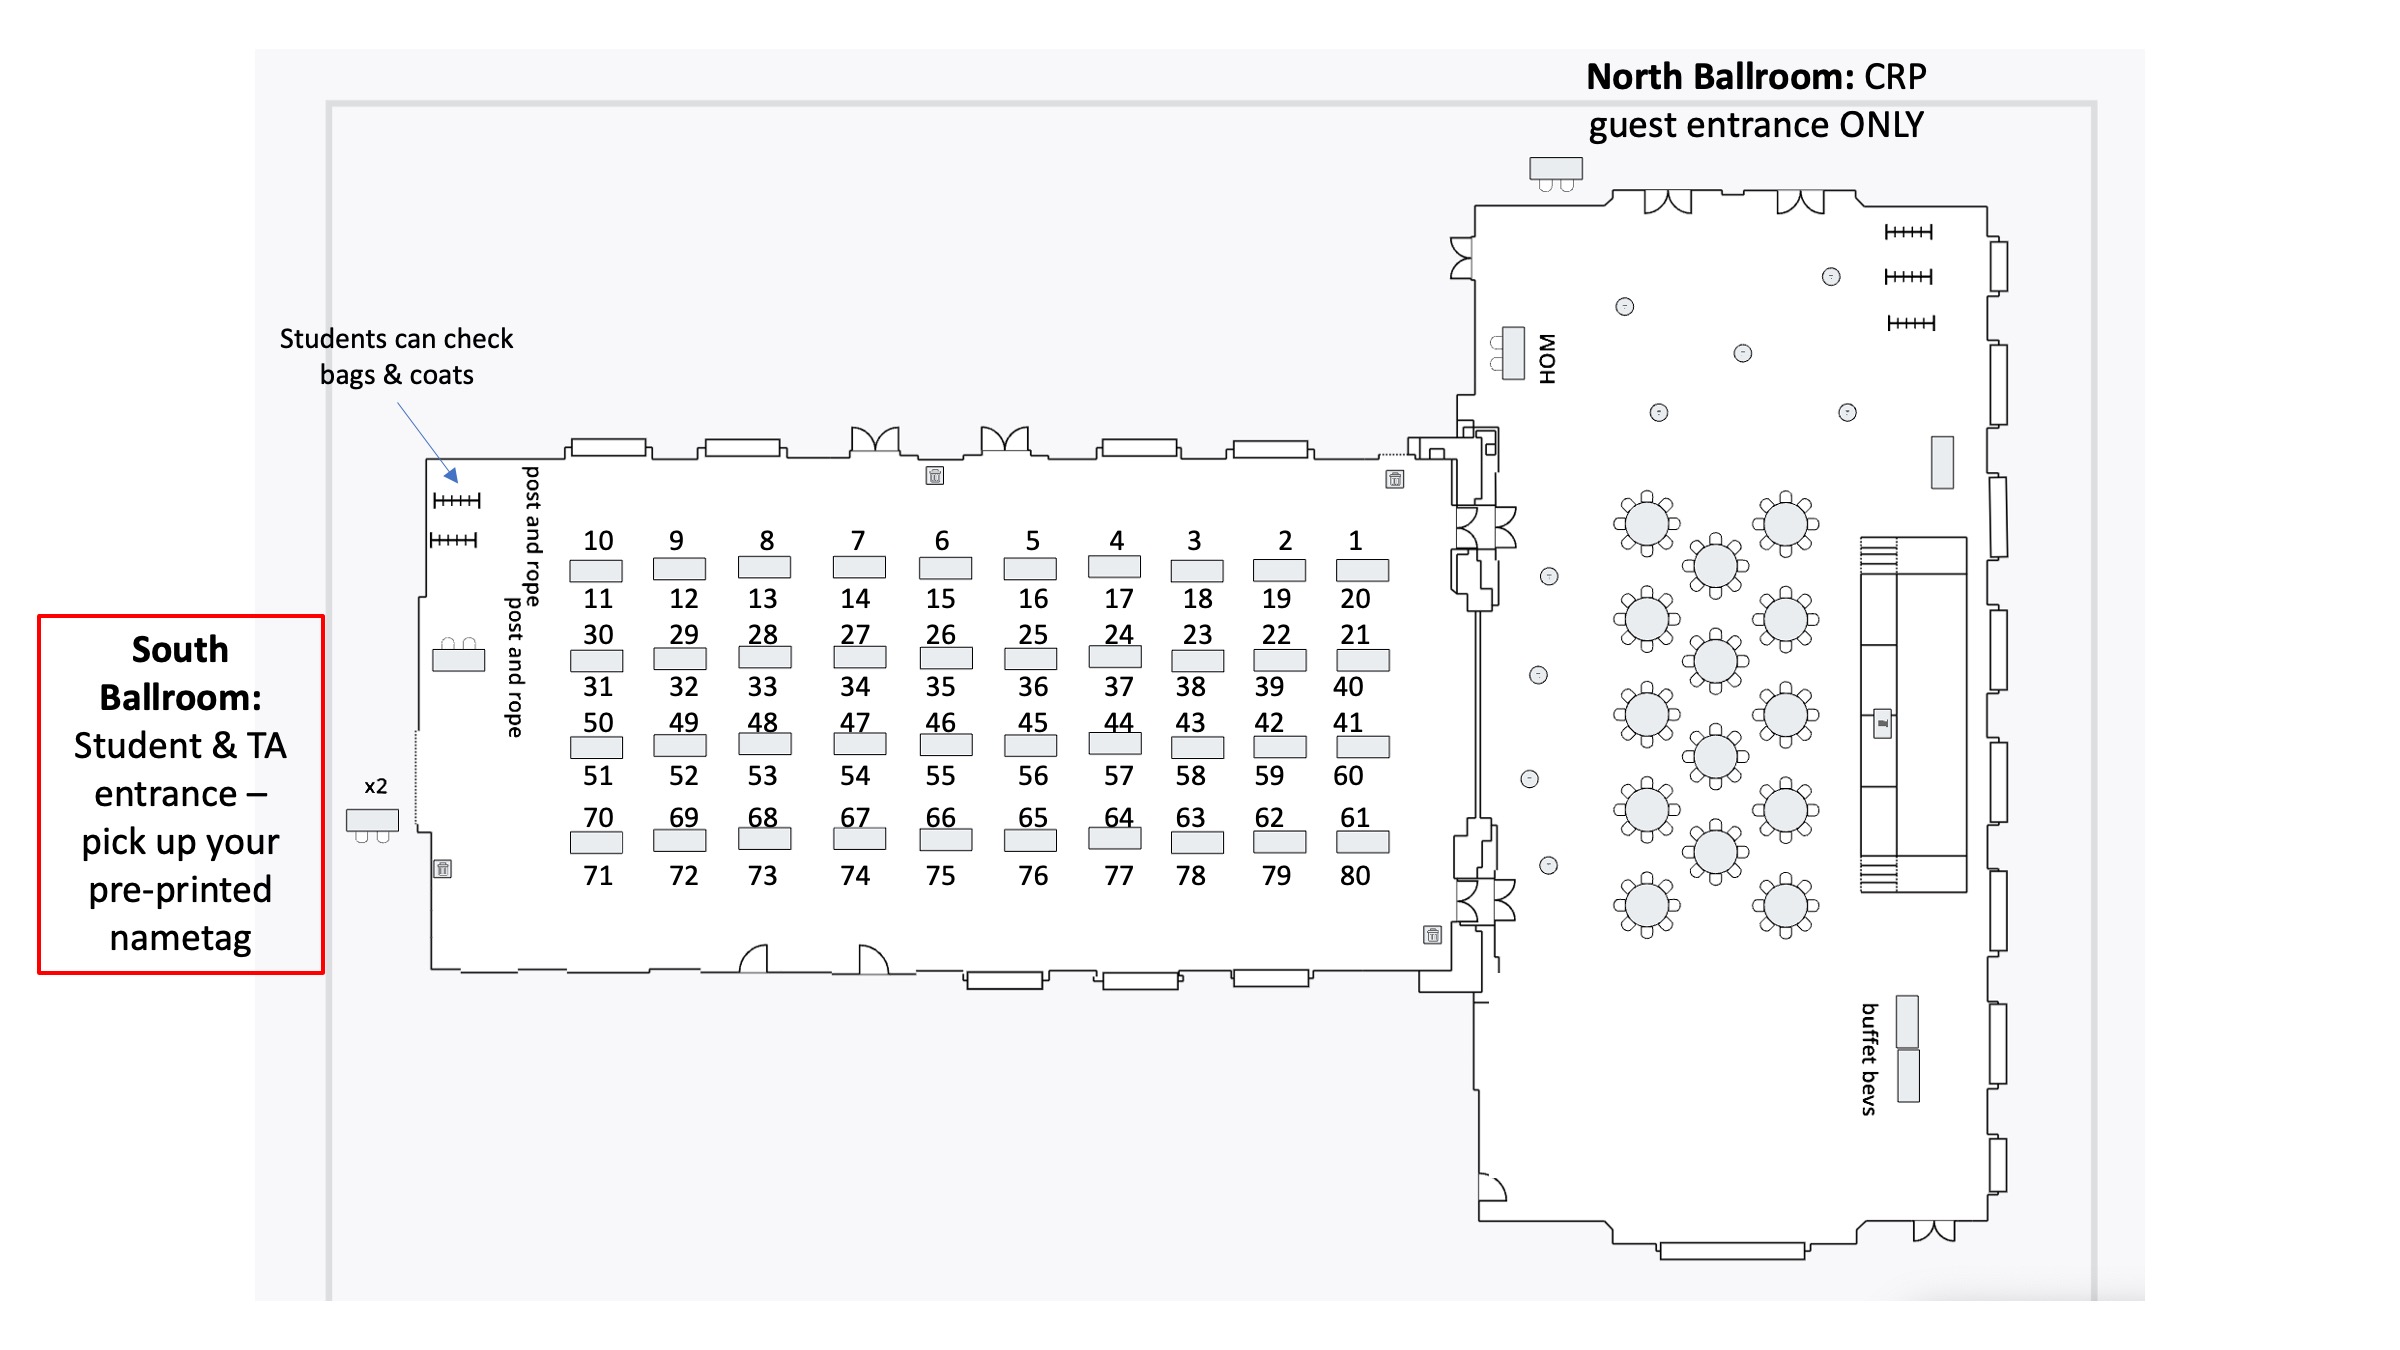 North Ballroom: CRP
guest entrance ONLY
Students can check
bags & coats
HOM
post and rope
post and rope
10 9 8 7 6 5 4 3 2 1
11 12 13 14 15 16 17 18 19 20
30 29 28 27 26 25 24 23 22 21
31 32 33 34 35 36 37 38 39 40
50 49 48 47 46 45 44 43 42 41
51 52 53 54 55 56 57 58 59 60
70 69 68 67 66 65 64 63 62 61
71 72 73 74 75 76 77 78 79 80
South
Ballroom:
Student & TA
entrance –
pick up your
pre-printed
nametag
x2
buffet bevs